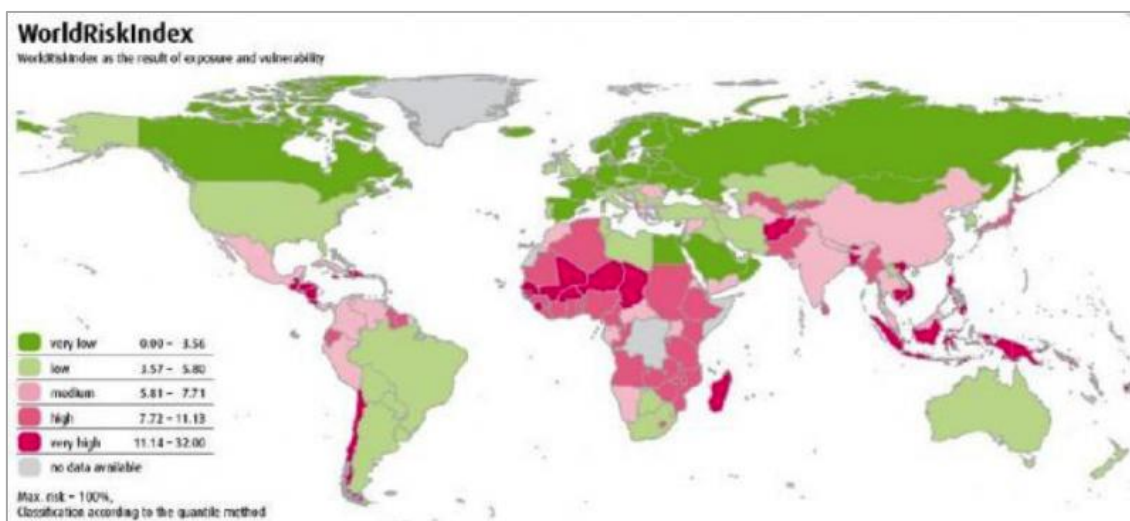 WorldRiskIndex
WorldRiskIndex as the result of exposure and vulnerability
very low 0.00 – 3.56
low 3.57 – 5.80
medium 5.81 – 7.71
high 7.72 – 11.13
very high 11.14 – 32.00
no data available
Max. risk = 100%,
Classification according to the quantile method